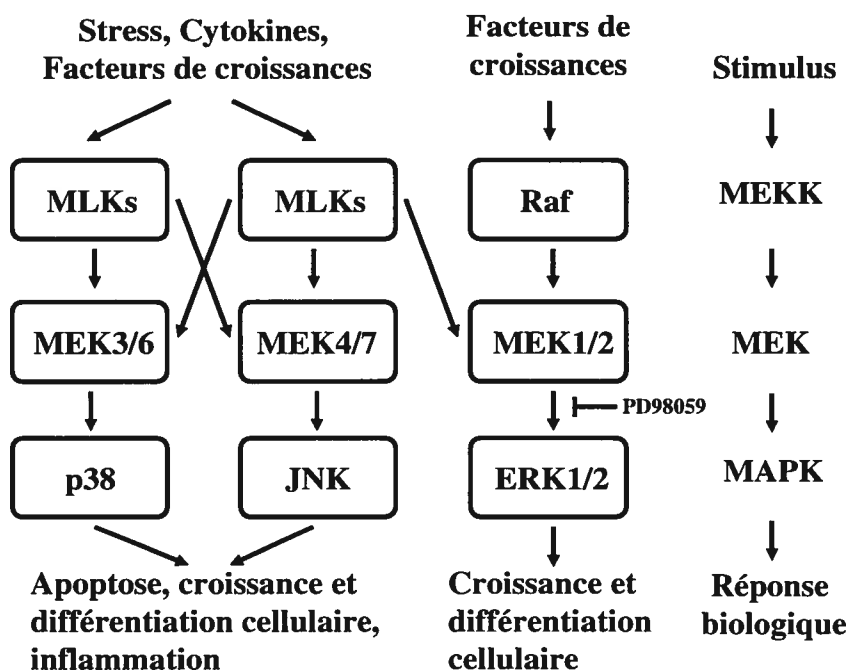 Stress, Cytokines,
Facteurs de croissances
Facteurs de
croissances
Stimulus
MLKs
MLKs
Raf
MEKK
MEK3/6
MEK4/7
MEK1/2
MEK
PD98059
p38
JNK
ERK1/2
MAPK
Apoptose, croissance et
différentiation cellulaire,
inflammation
Croissance et
différentiation
cellulaire
Réponse
biologique